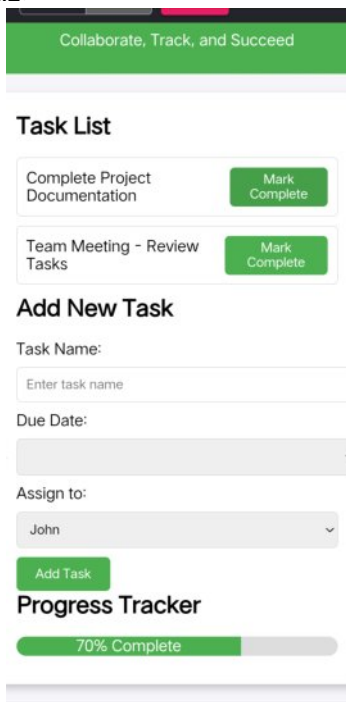 Collaborate, Track, and Succeed
Task List
Complete Project
Documentation
Mark
Complete
Team Meeting - Review
Tasks
Mark
Complete
Add New Task
Task Name:
Enter task name
Due Date:
Assign to:
John
Add Task
Progress Tracker
70% Complete